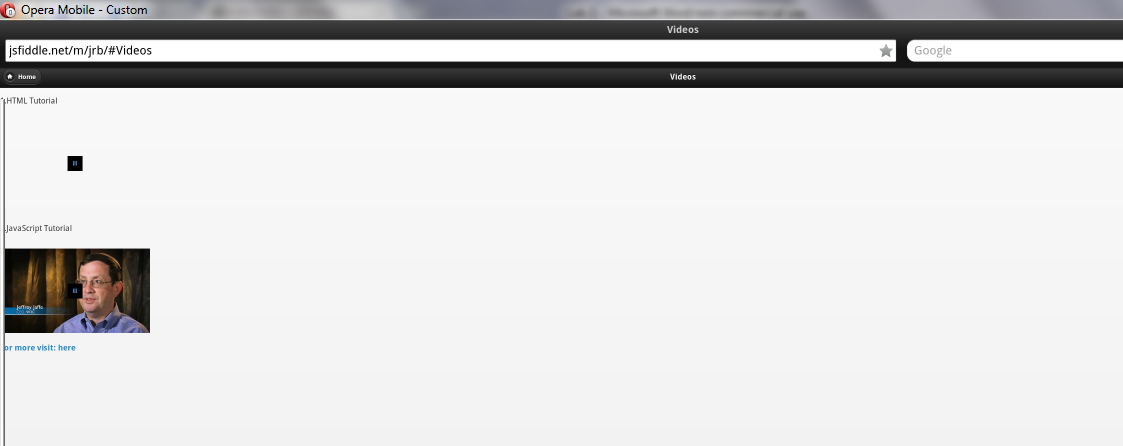 Opera Mobile - Custom
Videos
jsfiddle.net/m/jrb/#Videos
Google
Home
Videos
HTML Tutorial
JavaScript Tutorial
Jeffrey Jaffe
or more visit: here